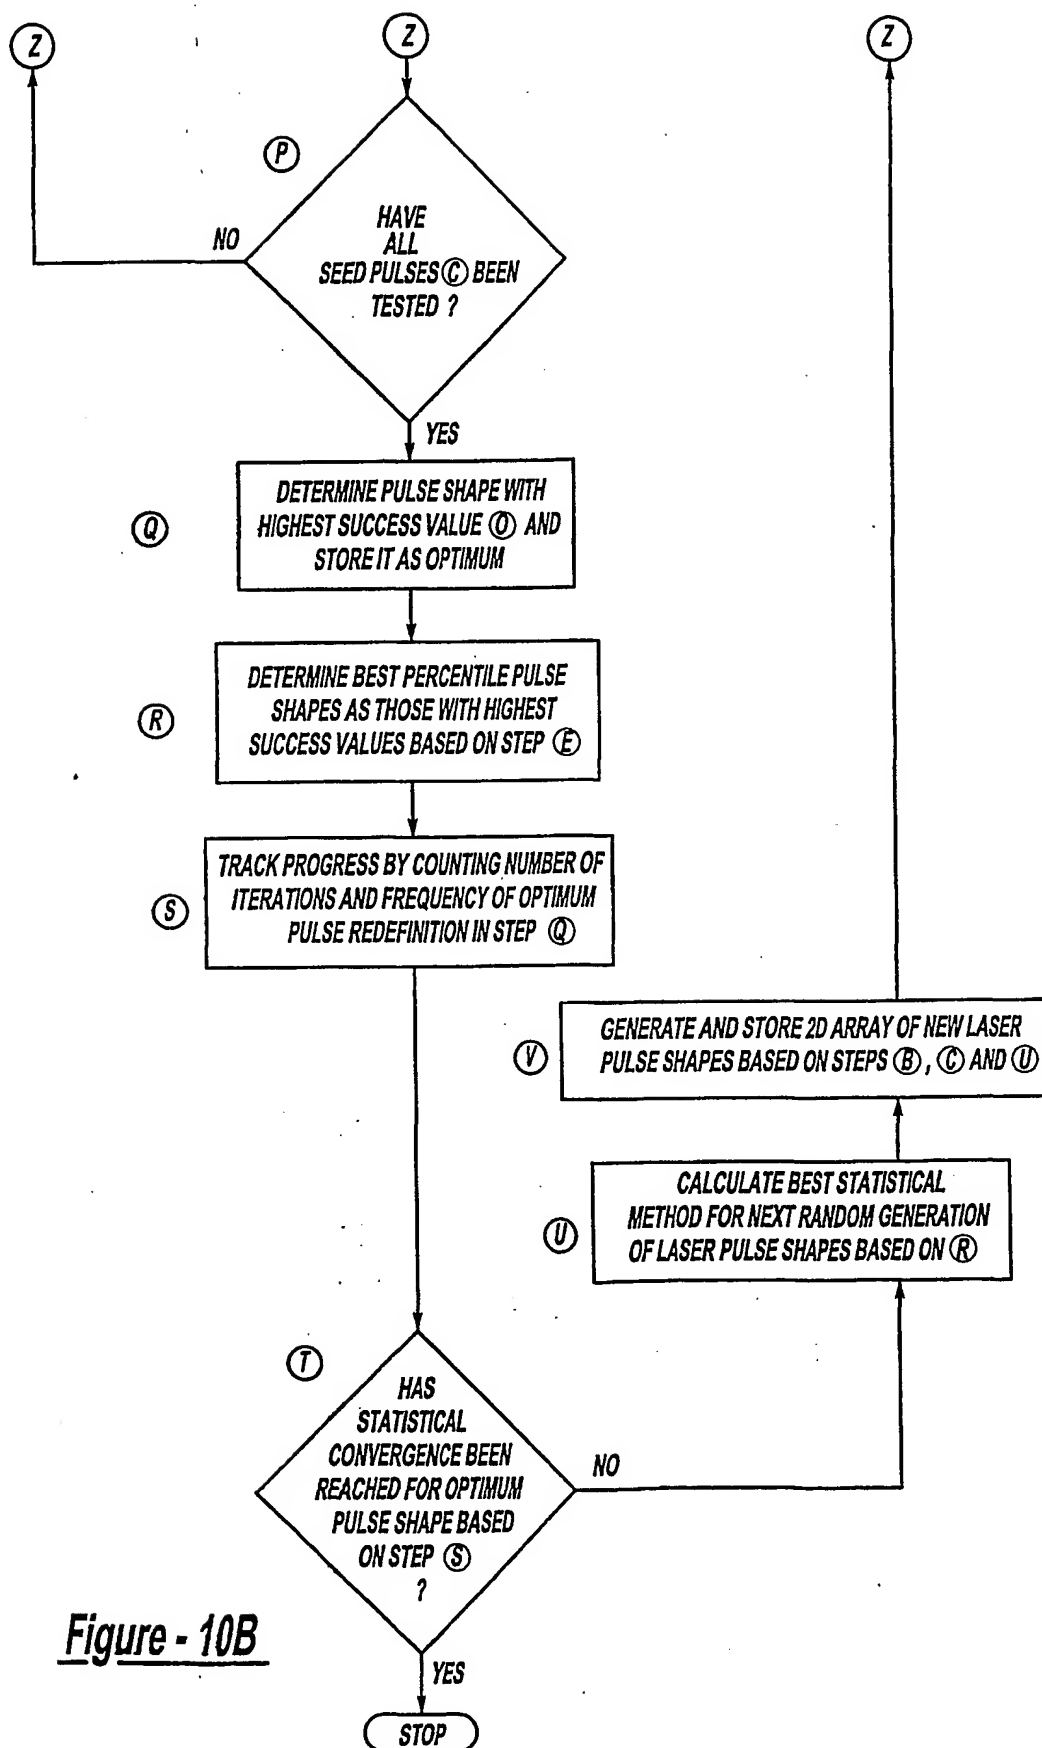 Z
Z
Z
P
HAVE
ALL
SEED PULSES C BEEN
TESTED ?
NO
YES
Q
DETERMINE PULSE SHAPE WITH
HIGHEST SUCCESS VALUE O AND
STORE IT AS OPTIMUM
R
DETERMINE BEST PERCENTILE PULSE
SHAPES AS THOSE WITH HIGHEST
SUCCESS VALUES BASED ON STEP E
S
TRACK PROGRESS BY COUNTING NUMBER OF
ITERATIONS AND FREQUENCY OF OPTIMUM
PULSE REDEFINITION IN STEP Q
V
GENERATE AND STORE 2D ARRAY OF NEW LASER
PULSE SHAPES BASED ON STEPS B , C AND U
U
CALCULATE BEST STATISTICAL
METHOD FOR NEXT RANDOM GENERATION
OF LASER PULSE SHAPES BASED ON R
T
HAS
STATISTICAL
CONVERGENCE BEEN
REACHED FOR OPTIMUM
PULSE SHAPE BASED
ON STEP S
?
NO
YES
STOP
Figure - 10B